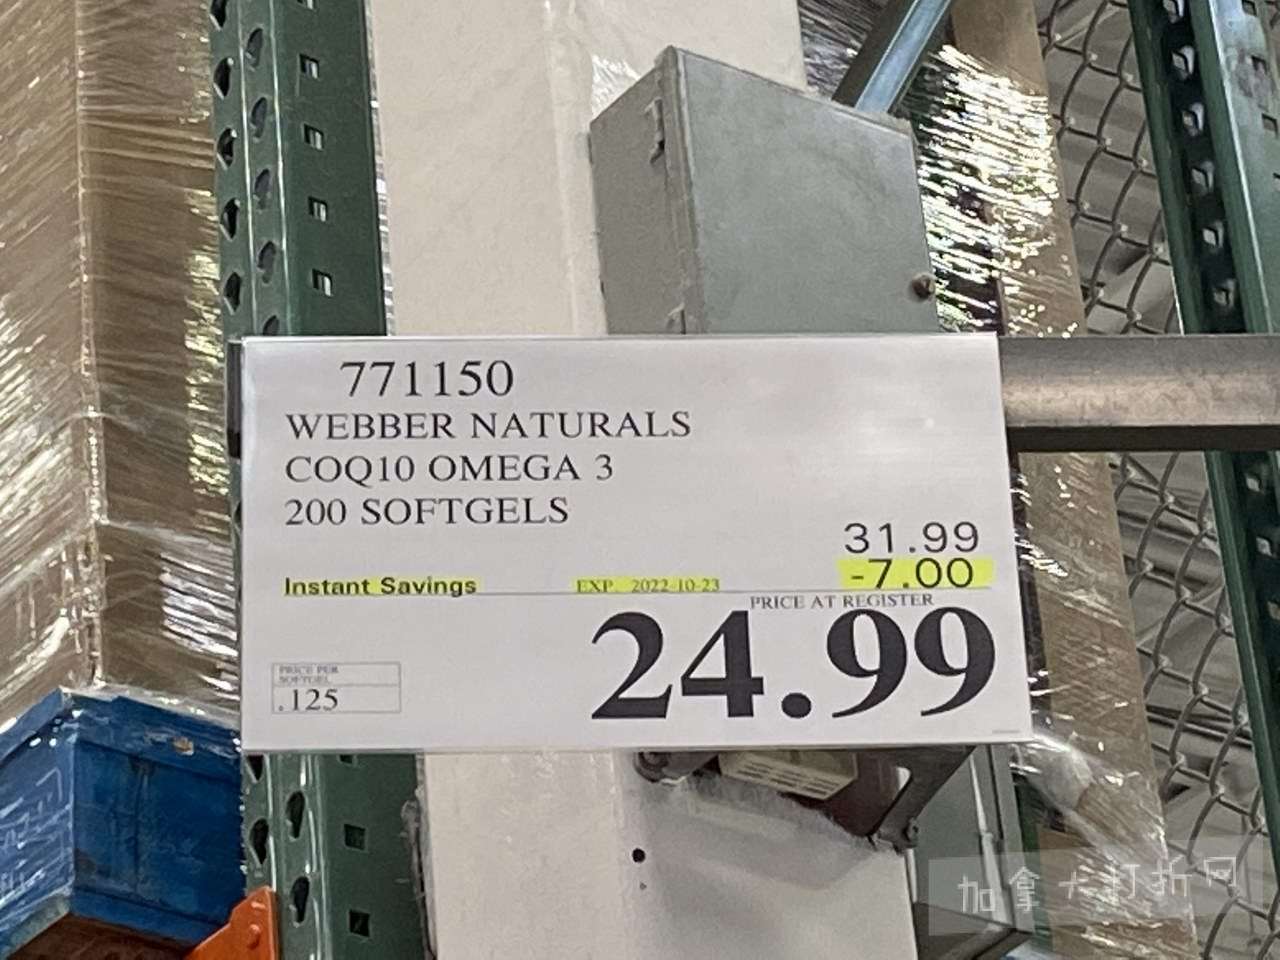 771150
WEBBER NATURALS
COQ10 OMEGA 3
200 SOFTGELS
31.99
-7.00
Instant Savings EXP. 2022-10-23
PRICE AT REGISTER
24.99
PRICE PER
SOFTGEL
.125
加拿大打折网